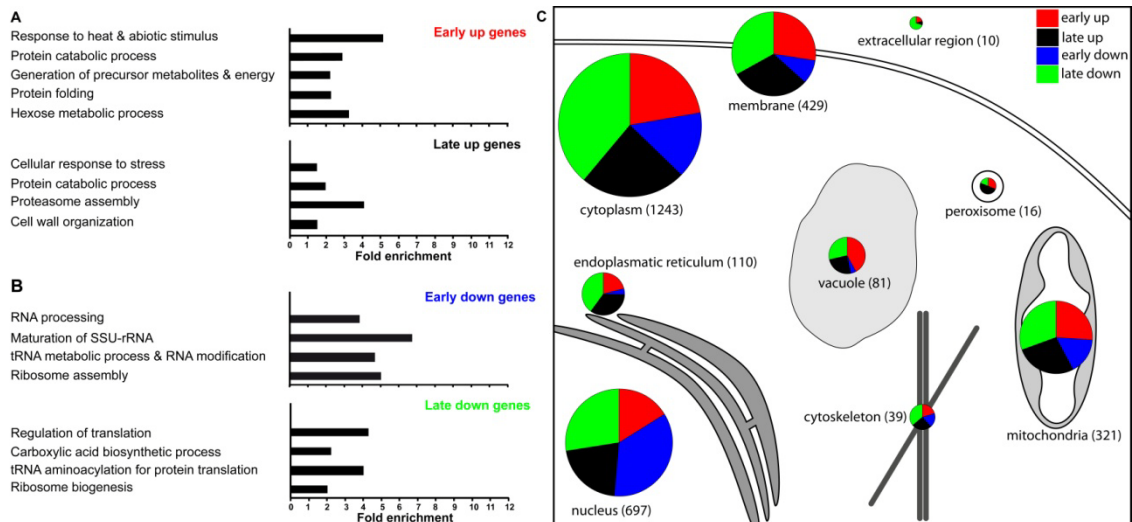 A
Response to heat & abiotic stimulus
Early up genes
Protein catabolic process
Generation of precursor metabolites & energy
Protein folding
Hexose metabolic process
Late up genes
Cellular response to stress
Protein catabolic process
Proteasome assembly
Cell wall organization
0 1 2 3 4 5 6 7 8 9 10 11 12
Fold enrichment
B
Early down genes
RNA processing
Maturation of SSU-rRNA
tRNA metabolic process & RNA modification
Ribosome assembly
Late down genes
Regulation of translation
Carboxylic acid biosynthetic process
tRNA aminoacylation for protein translation
Ribosome biogenesis
0 1 2 3 4 5 6 7 8 9 10 11 12
Fold enrichment
C
early up
late up
early down
late down
extracellular region (10)
membrane (429)
cytoplasm (1243)
peroxisome (16)
endoplasmatic reticulum (110)
vacuole (81)
cytoskeleton (39)
mitochondria (321)
nucleus (697)